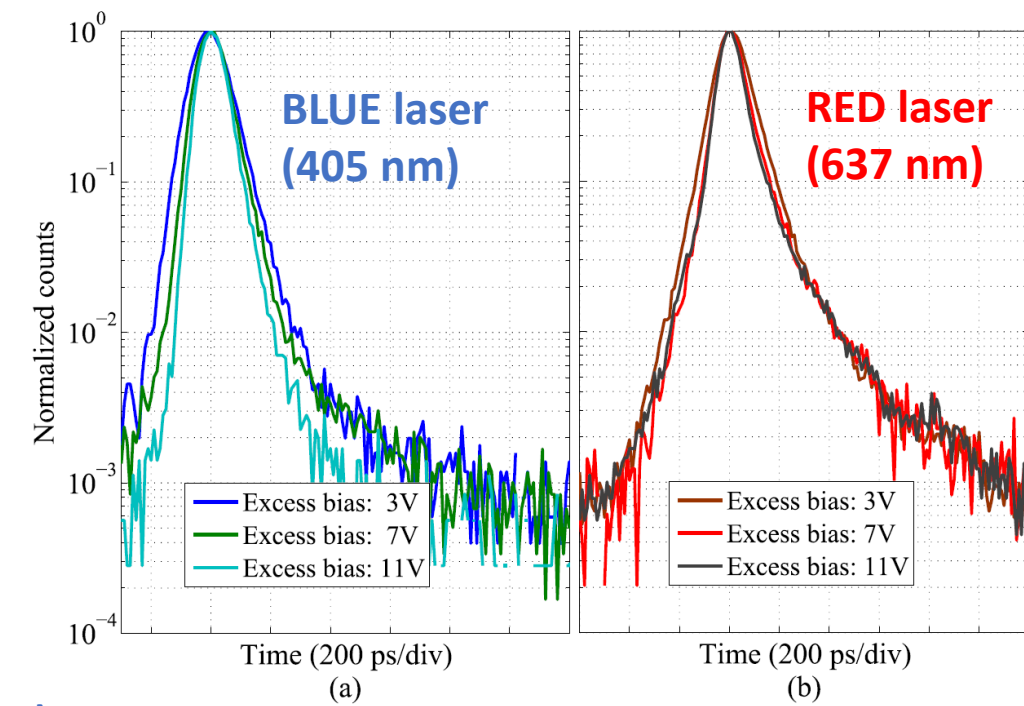 10^0
10^-1
10^-2
10^-3
10^-4
Normalized counts
BLUE laser
(405 nm)
Excess bias: 3V
Excess bias: 7V
Excess bias: 11V
Time (200 ps/div)
(a)
RED laser
(637 nm)
Excess bias: 3V
Excess bias: 7V
Excess bias: 11V
Time (200 ps/div)
(b)